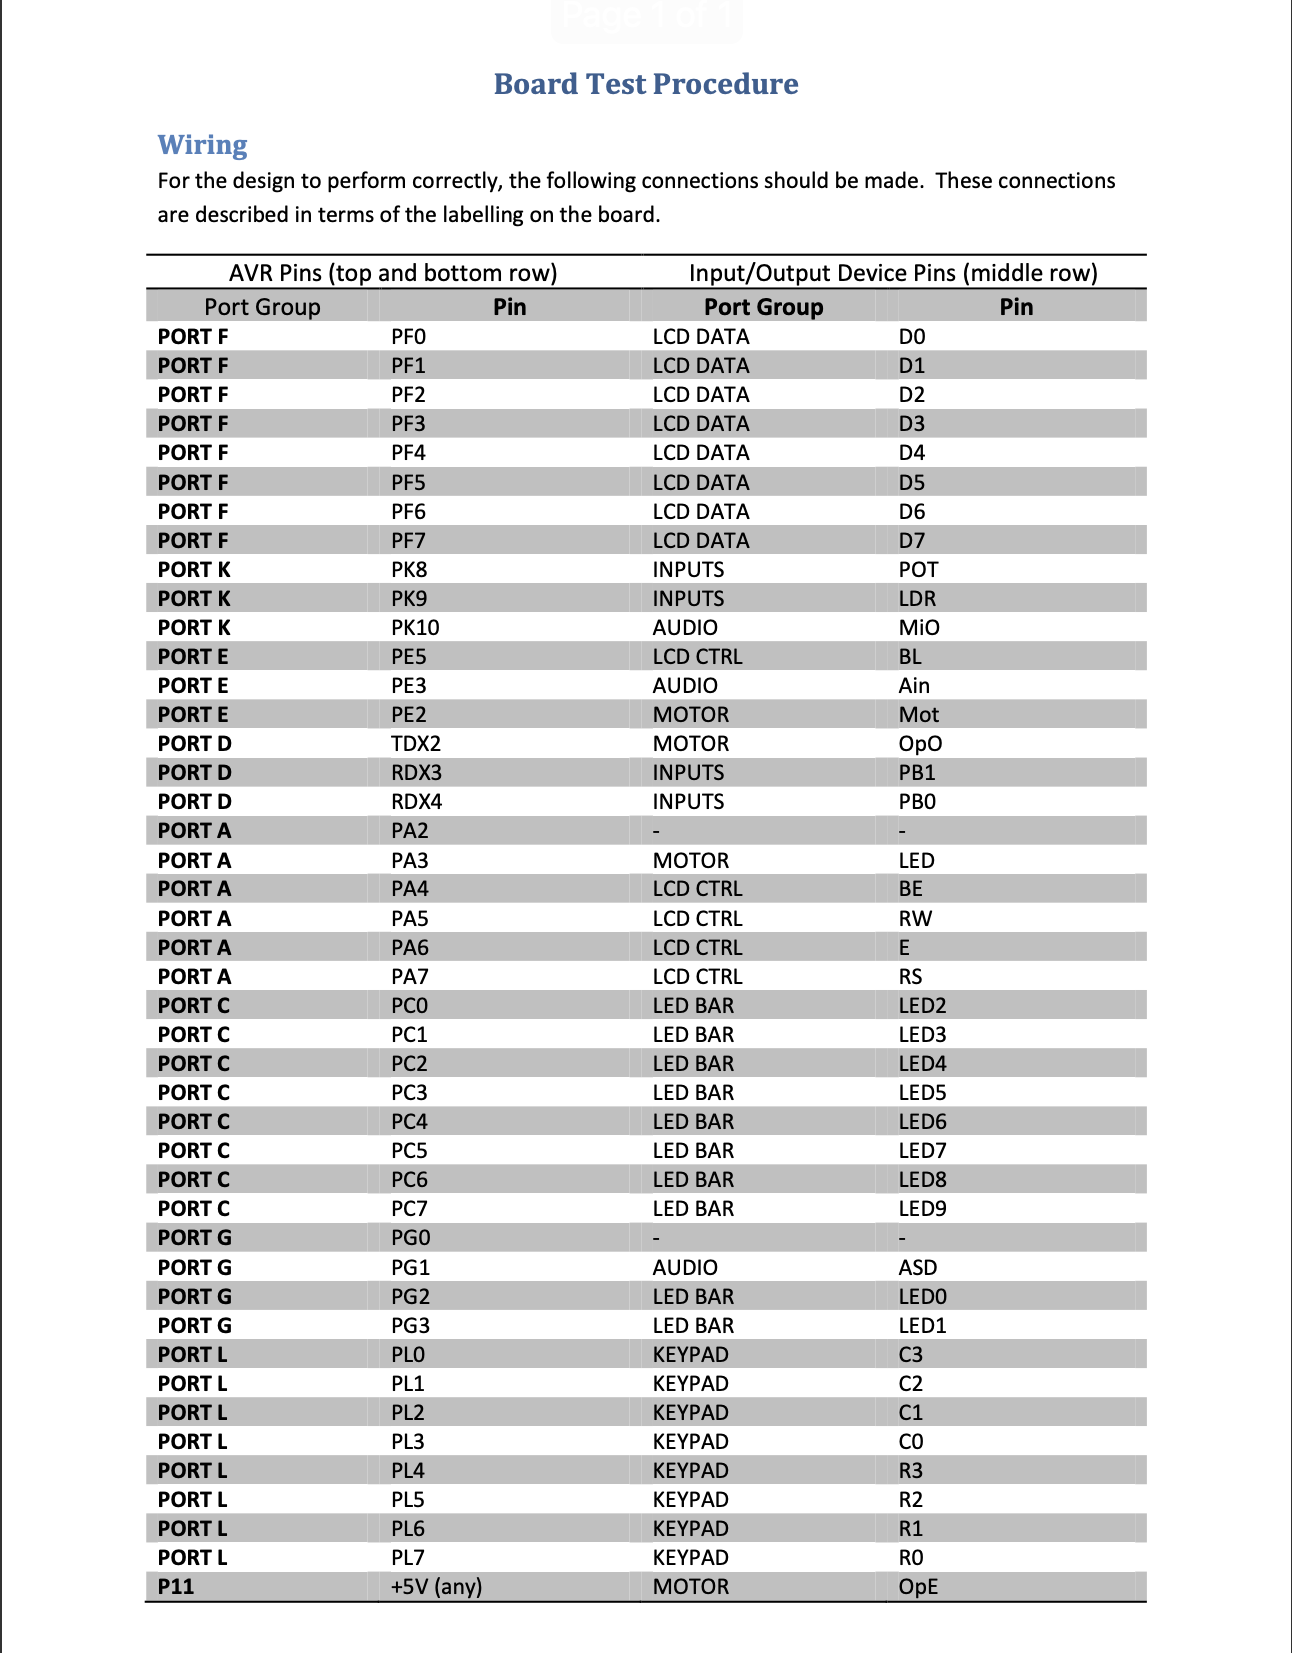 Page 1 of 1
Board Test Procedure
Wiring
For the design to perform correctly, the following connections should be made.  These connections
are described in terms of the labelling on the board.
AVR Pins (top and bottom row) Input/Output Device Pins (middle row)
Port Group Pin Port Group Pin
PORT F PF0 LCD DATA D0
PORT F PF1 LCD DATA D1
PORT F PF2 LCD DATA D2
PORT F PF3 LCD DATA D3
PORT F PF4 LCD DATA D4
PORT F PF5 LCD DATA D5
PORT F PF6 LCD DATA D6
PORT F PF7 LCD DATA D7
PORT K PK8 INPUTS POT
PORT K PK9 INPUTS LDR
PORT K PK10 AUDIO MiO
PORT E PE5 LCD CTRL BL
PORT E PE3 AUDIO Ain
PORT E PE2 MOTOR Mot
PORT D TDX2 MOTOR OpO
PORT D RDX3 INPUTS PB1
PORT D RDX4 INPUTS PB0
PORT A PA2 - -
PORT A PA3 MOTOR LED
PORT A PA4 LCD CTRL BE
PORT A PA5 LCD CTRL RW
PORT A PA6 LCD CTRL E
PORT A PA7 LCD CTRL RS
PORT C PC0 LED BAR LED2
PORT C PC1 LED BAR LED3
PORT C PC2 LED BAR LED4
PORT C PC3 LED BAR LED5
PORT C PC4 LED BAR LED6
PORT C PC5 LED BAR LED7
PORT C PC6 LED BAR LED8
PORT C PC7 LED BAR LED9
PORT G PG0 - -
PORT G PG1 AUDIO ASD
PORT G PG2 LED BAR LED0
PORT G PG3 LED BAR LED1
PORT L PL0 KEYPAD C3
PORT L PL1 KEYPAD C2
PORT L PL2 KEYPAD C1
PORT L PL3 KEYPAD C0
PORT L PL4 KEYPAD R3
PORT L PL5 KEYPAD R2
PORT L PL6 KEYPAD R1
PORT L PL7 KEYPAD R0
P11 +5V (any) MOTOR OpE